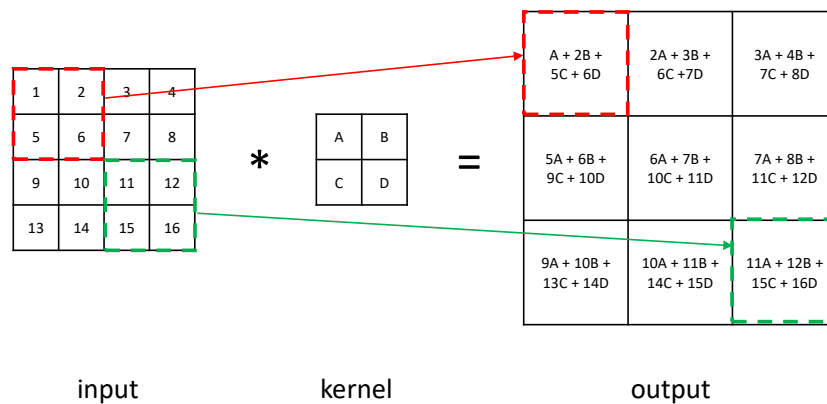 1 2 3 4
5 6 7 8
9 10 11 12
13 14 15 16
*
A B
C D
=
A + 2B +
5C + 6D
2A + 3B +
6C +7D
3A + 4B +
7C + 8D
5A + 6B +
9C + 10D
6A + 7B +
10C + 11D
7A + 8B +
11C + 12D
9A + 10B +
13C + 14D
10A + 11B +
14C + 15D
11A + 12B +
15C + 16D
input
kernel
output